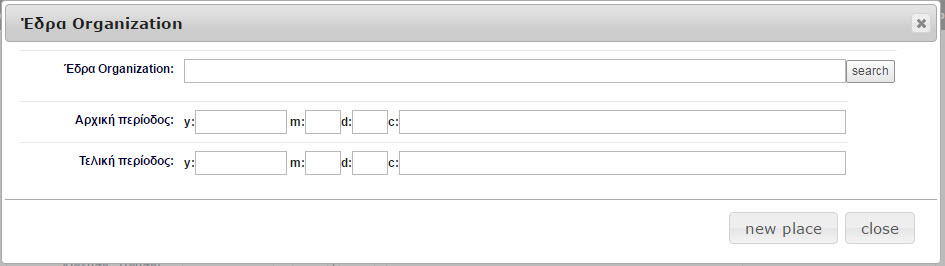 Έδρα Organization
Έδρα Organization: search
Αρχική περίοδος: y: m: d: c:
Τελική περίοδος: y: m: d: c:
new place close